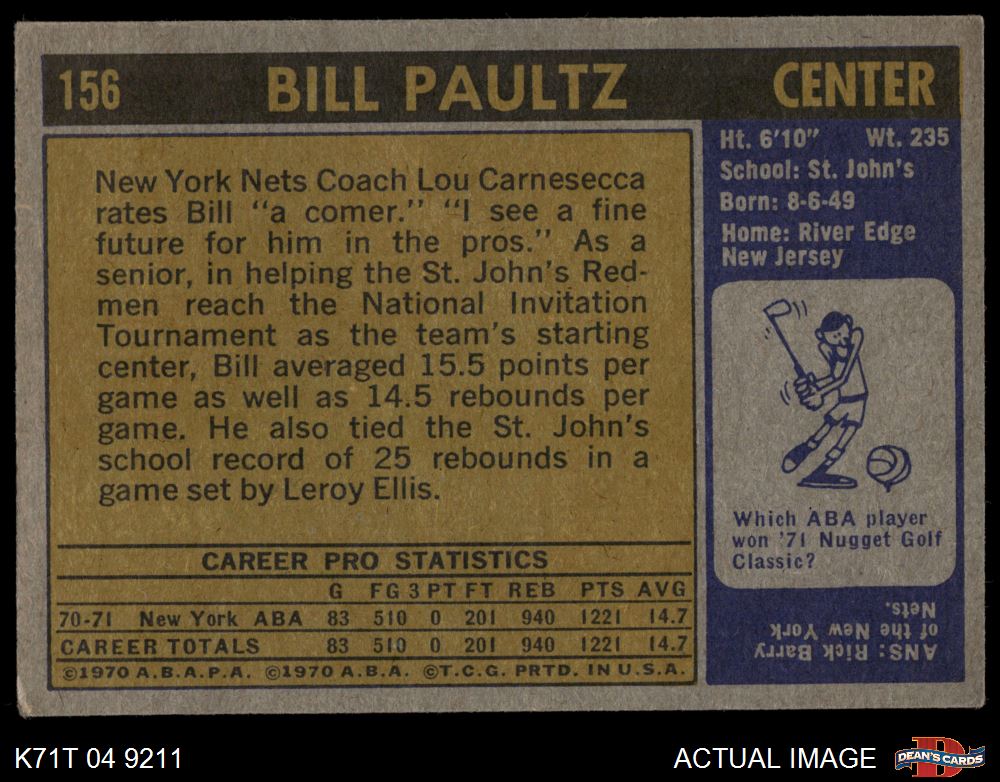 156 BILL PAULTZ CENTER
New York Nets Coach Lou Carnesecca
rates Bill "a comer." "I see a fine
future for him in the pros." As a
senior, in helping the St. John's Red-
men reach the National Invitation
Tournament as the team's starting
center, Bill averaged 15.5 points per
game as well as 14.5 rebounds per
game. He also tied the St. John's
school record of 25 rebounds in a
game set by Leroy Ellis.
CAREER PRO STATISTICS
G FG 3 PT FT REB PTS AVG
70-71 New York ABA 83 510 0 201 940 1221 14.7
CAREER TOTALS 83 510 0 201 940 1221 14.7
©1970 A.B.A.P.A. ©1970 A.B.A. ©T.C.G. PRTD. IN U.S.A.
Ht. 6'10" Wt. 235
School: St. John's
Born: 8-6-49
Home: River Edge
New Jersey
Which ABA player
won '71 Nugget Golf
Classic?
ANS: Rick Barry
of the New York
Nets.
K71T 04 9211
ACTUAL IMAGE
D
DEAN'S CARDS